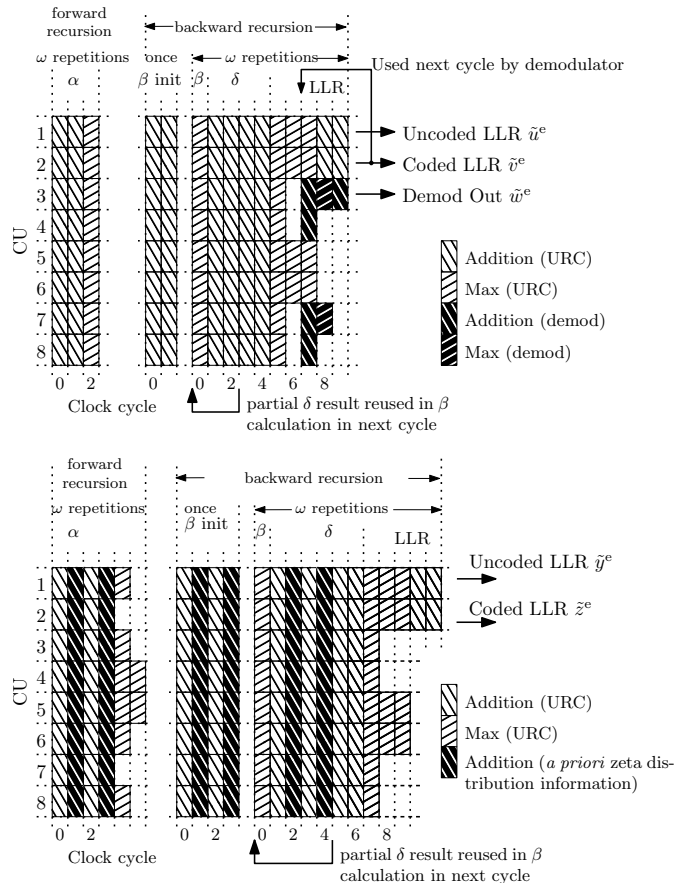 forward
recursion
backward recursion
ω repetitions
once
ω repetitions
Used next cycle by demodulator
α
β init
β
δ
LLR
1
Uncoded LLR ũᵉ
2
Coded LLR ṽᵉ
3
Demod Out w̃ᵉ
4
CU
5
Addition (URC)
6
Max (URC)
7
Addition (demod)
8
Max (demod)
0 2
0
0 2 4 6 8
Clock cycle
partial δ result reused in β
calculation in next cycle
forward
recursion
backward recursion
ω repetitions
once
ω repetitions
α
β init
β
δ
LLR
Uncoded LLR ỹᵉ
1
Coded LLR z̃ᵉ
2
3
4
CU
5
Addition (URC)
6
Max (URC)
7
Addition (a priori zeta dis-
8
tribution information)
0 2
0 2
0 2 4 6 8
Clock cycle
partial δ result reused in β
calculation in next cycle